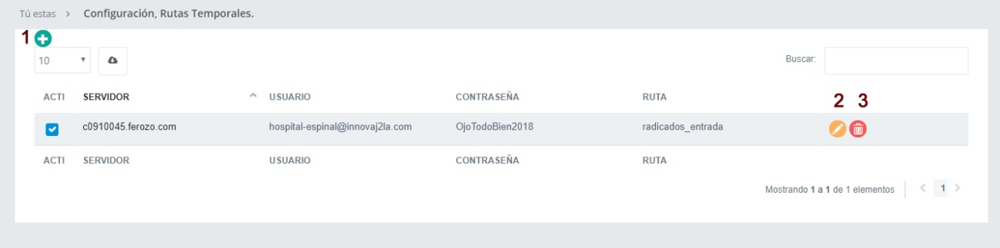 Tú estas > Configuración, Rutas Temporales.
1
10
Buscar:
ACTI SERVIDOR USUARIO CONTRASEÑA RUTA 2 3
c0910045.ferozo.com hospital-espinal@innovaj2la.com OjoTodoBien2018 radicados_entrada
ACTI SERVIDOR USUARIO CONTRASEÑA RUTA
Mostrando 1 a 1 de 1 elementos < 1 >